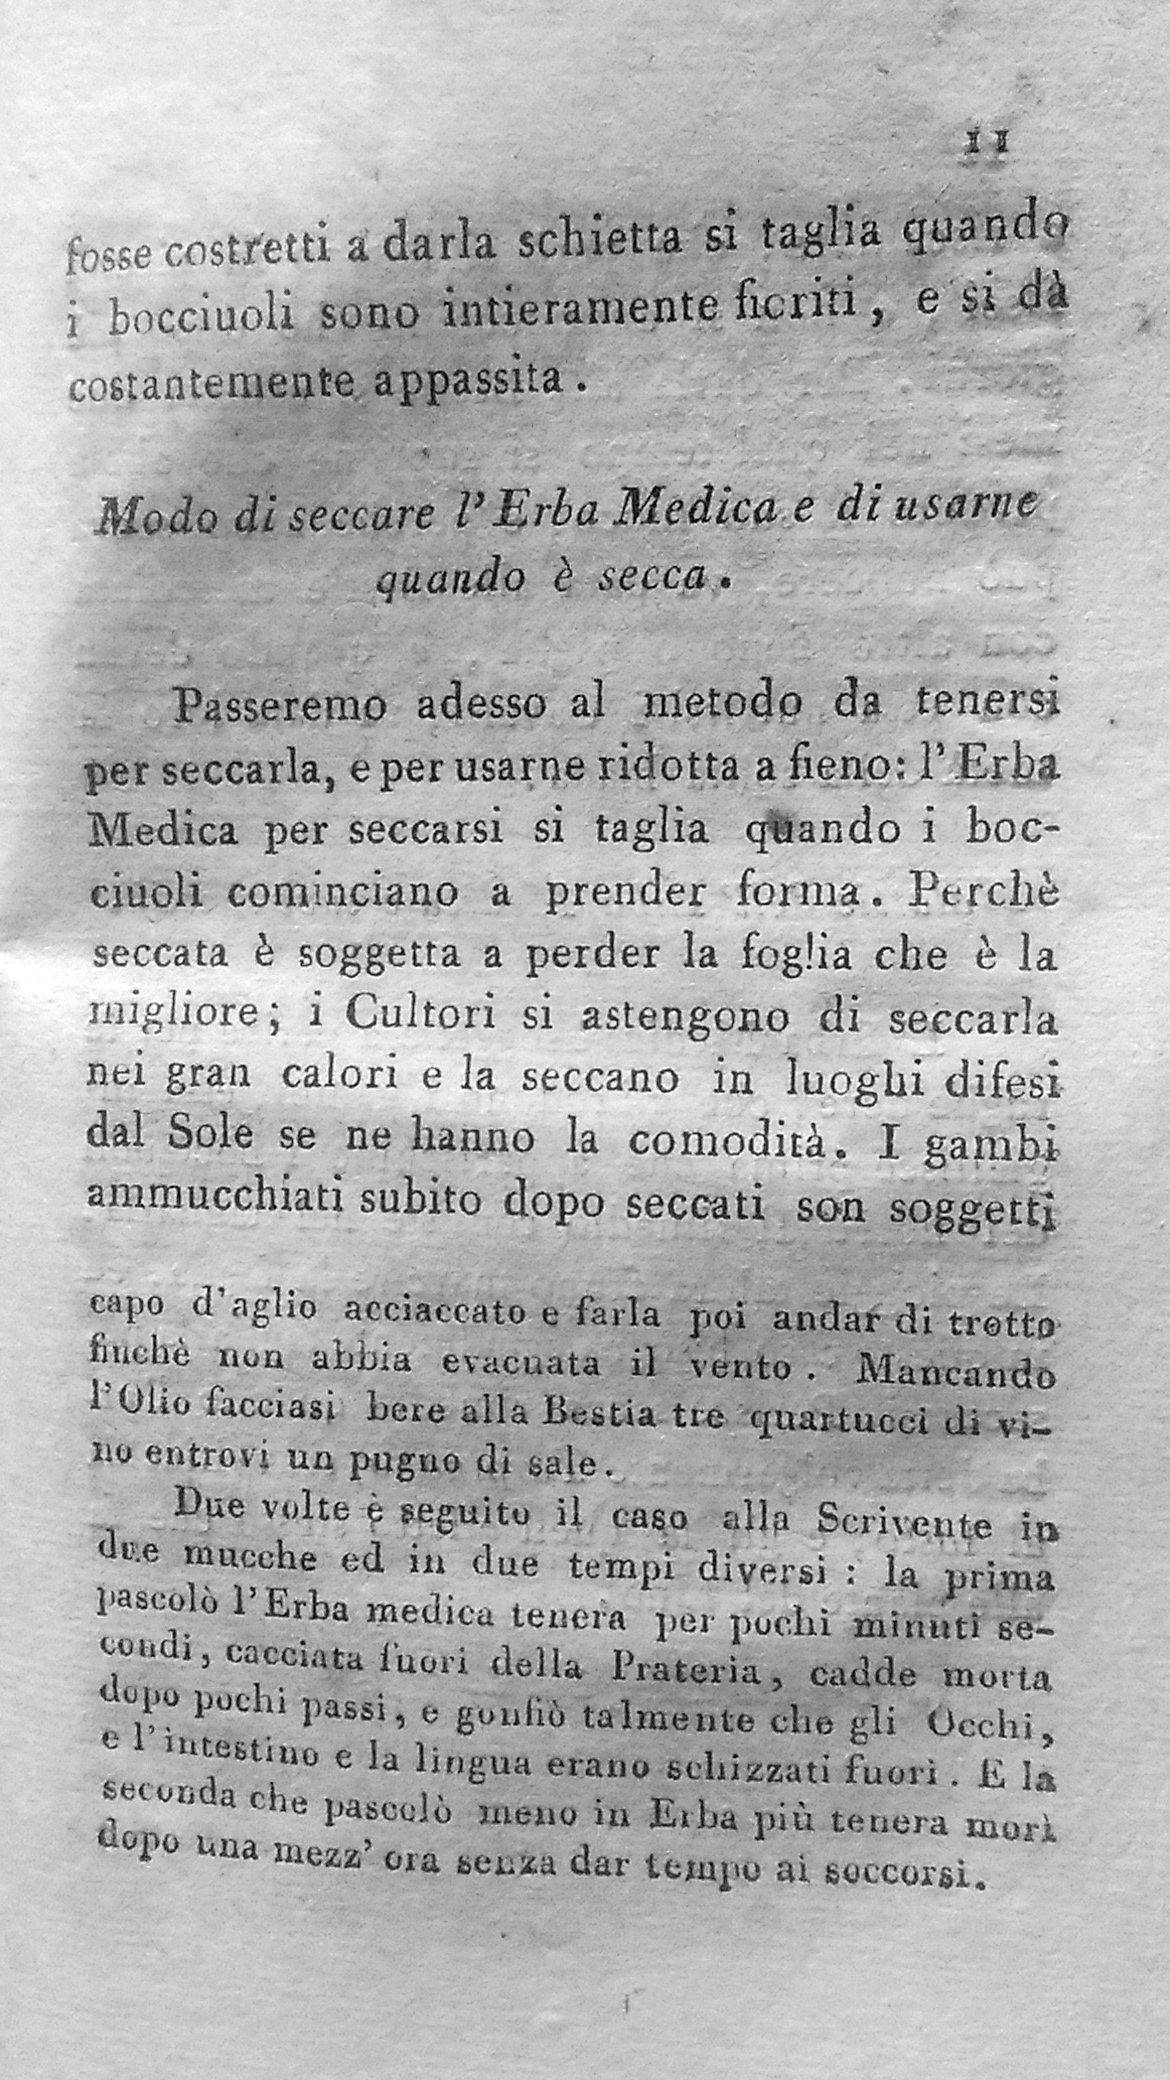 11
fosse costretti a darla schietta si taglia quando
i bocciuoli sono intieramente fioriti, e si dà
costantemente appassita.
Modo di seccare l'Erba Medica e di usarne
quando è secca.
Passeremo adesso al metodo da tenersi
per seccarla, e per usarne ridotta a fieno: l'Erba
Medica per seccarsi si taglia quando i boc-
ciuoli cominciano a prender forma. Perchè
seccata è soggetta a perder la foglia che è la
migliore; i Cultori si astengono di seccarla
nei gran calori e la seccano in luoghi difesi
dal Sole se ne hanno la comodità. I gambi
ammucchiati subito dopo seccati son soggetti
capo d'aglio acciaccato e farla poi andar di trotto
finchè non abbia evacuata il vento. Mancando
l'Olio facciasi bere alla Bestia tre quartucci di vi-
no entrovi un pugno di sale.
Due volte è seguito il caso alla Scrivente in
due mucche ed in due tempi diversi: la prima
pascolò l'Erba medica tenera per pochi minuti se-
condi, cacciata fuori della Prateria, cadde morta
dopo pochi passi, e gonfiò talmente che gli Occhi,
e l'intestino e la lingua erano schizzati fuori. E la
seconda che pascolò meno in Erba più tenera morì
dopo una mezz' ora senza dar tempo ai soccorsi.